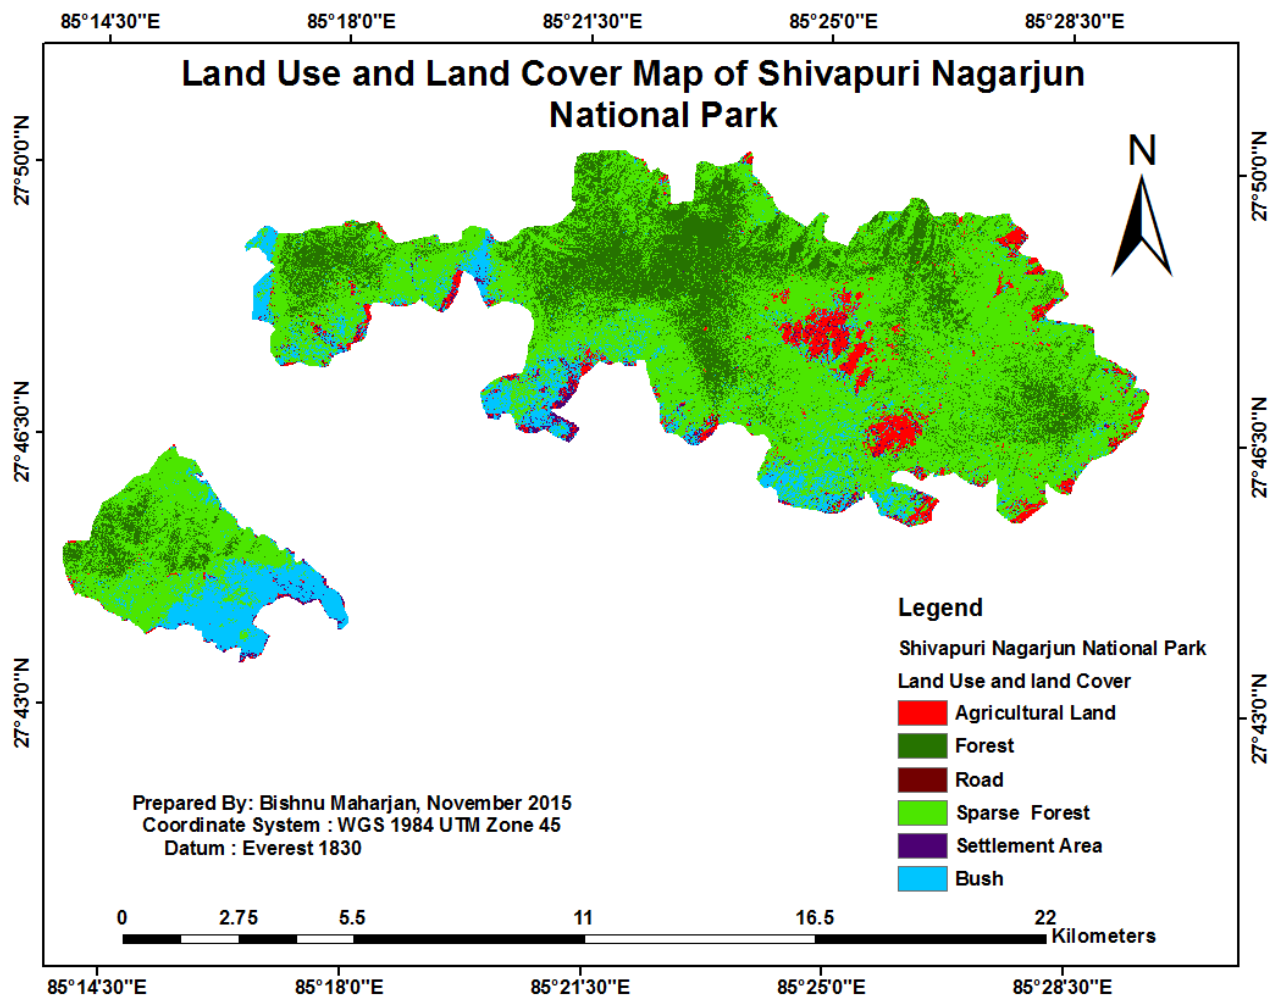 85°14'30"E 85°18'0"E 85°21'30"E 85°25'0"E 85°28'30"E
Land Use and Land Cover Map of Shivapuri Nagarjun
National Park
N
27°50'0"N
27°50'0"N
27°46'30"N
27°46'30"N
27°43'0"N
27°43'0"N
Legend
Shivapuri Nagarjun National Park
Land Use and land Cover
Agricultural Land
Forest
Road
Sparse Forest
Settlement Area
Bush
Prepared By: Bishnu Maharjan, November 2015
Coordinate System : WGS 1984 UTM Zone 45
Datum : Everest 1830
0 2.75 5.5 11 16.5 22
Kilometers
85°14'30"E 85°18'0"E 85°21'30"E 85°25'0"E 85°28'30"E